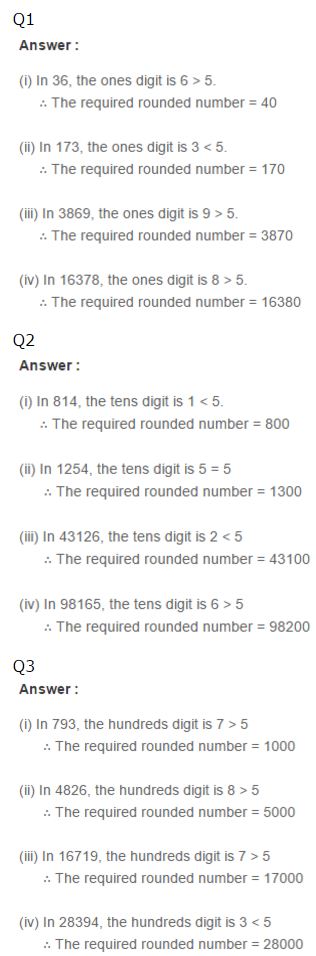 Q1
Answer :
(i) In 36, the ones digit is 6 > 5.
∴ The required rounded number = 40
(ii) In 173, the ones digit is 3 < 5.
∴ The required rounded number = 170
(iii) In 3869, the ones digit is 9 > 5.
∴ The required rounded number = 3870
(iv) In 16378, the ones digit is 8 > 5.
∴ The required rounded number = 16380
Q2
Answer :
(i) In 814, the tens digit is 1 < 5.
∴ The required rounded number = 800
(ii) In 1254, the tens digit is 5 = 5
∴ The required rounded number = 1300
(iii) In 43126, the tens digit is 2 < 5
∴ The required rounded number = 43100
(iv) In 98165, the tens digit is 6 > 5
∴ The required rounded number = 98200
Q3
Answer :
(i) In 793, the hundreds digit is 7 > 5
∴ The required rounded number = 1000
(ii) In 4826, the hundreds digit is 8 > 5
∴ The required rounded number = 5000
(iii) In 16719, the hundreds digit is 7 > 5
∴ The required rounded number = 17000
(iv) In 28394, the hundreds digit is 3 < 5
∴ The required rounded number = 28000